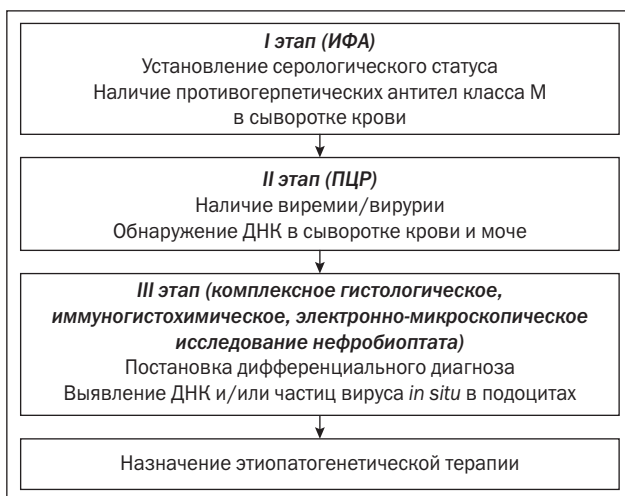 I этап (ИФА)
Установление серологического статуса
Наличие противогерпетических антител класса М
в сыворотке крови
II этап (ПЦР)
Наличие виремии/вирурии
Обнаружение ДНК в сыворотке крови и моче
III этап (комплексное гистологическое,
иммуногистохимическое, электронно-микроскопическое
исследование нефробиоптата)
Постановка дифференциального диагноза
Выявление ДНК и/или частиц вируса in situ в подоцитах
Назначение этиопатогенетической терапии